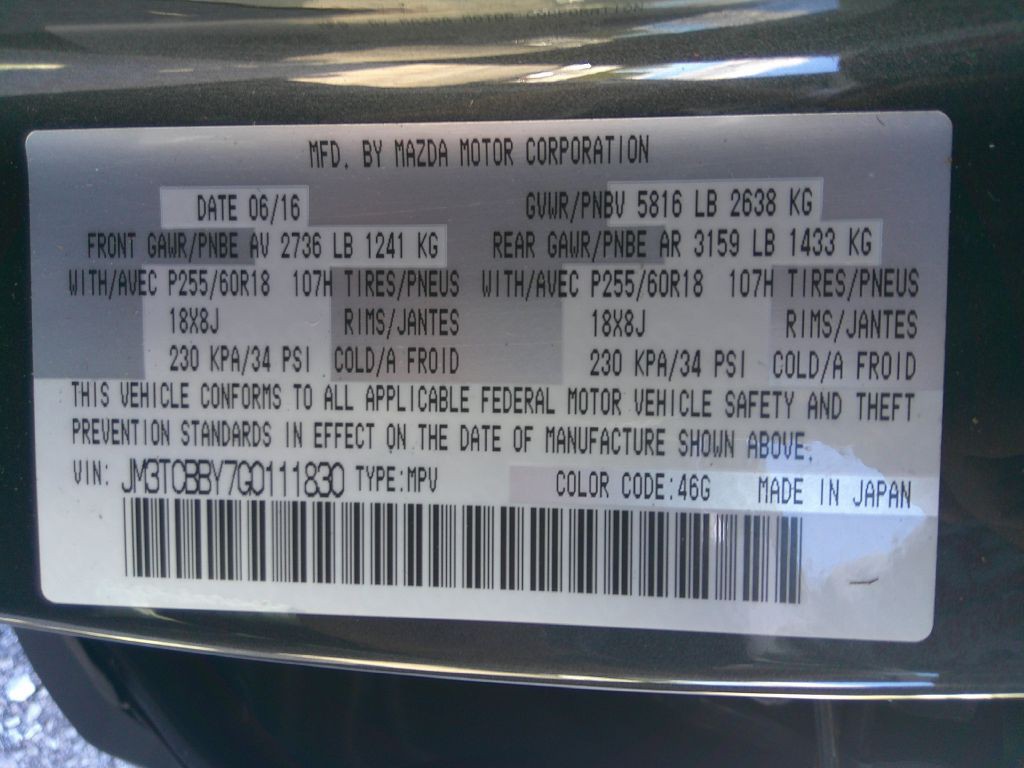 MFD. BY MAZDA MOTOR CORPORATION
DATE 06/16 GVWR/PNBV 5816 LB 2638 KG
FRONT GAWR/PNBE AV 2736 LB 1241 KG REAR GAWR/PNBE AR 3159 LB 1433 KG
WITH/AVEC P255/60R18 107H TIRES/PNEUS WITH/AVEC P255/60R18 107H TIRES/PNEUS
18X8J RIMS/JANTES 18X8J RIMS/JANTES
230 KPA/34 PSI COLD/A FROID 230 KPA/34 PSI COLD/A FROID
THIS VEHICLE CONFORMS TO ALL APPLICABLE FEDERAL MOTOR VEHICLE SAFETY AND THEFT
PREVENTION STANDARDS IN EFFECT ON THE DATE OF MANUFACTURE SHOWN ABOVE.
VIN: JM3TCBBY7G0111830 TYPE:MPV COLOR CODE:46G MADE IN JAPAN